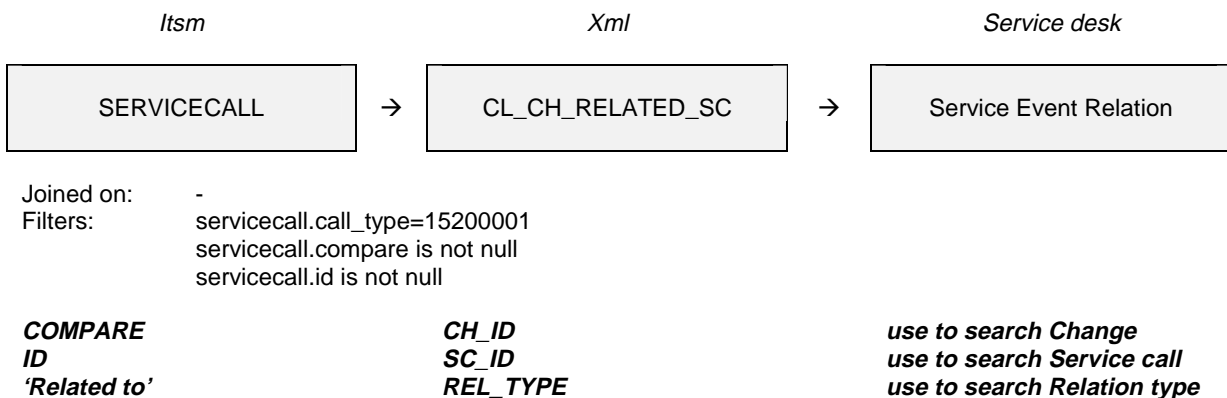 Itsm Xml Service desk
SERVICECALL → CL_CH_RELATED_SC → Service Event Relation
Joined on: -
Filters: servicecall.call_type=15200001
servicecall.compare is not null
servicecall.id is not null
COMPARE CH_ID use to search Change
ID SC_ID use to search Service call
‘Related to’ REL_TYPE use to search Relation type